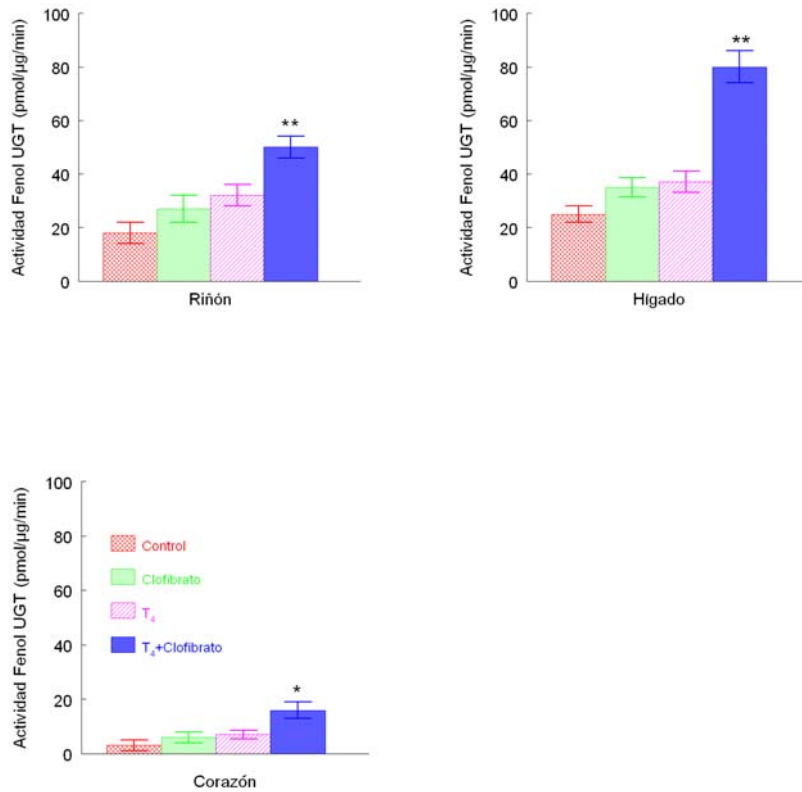 Actividad Fenol UGT (pmol/µg/min)
100
80
60
40
20
0
**
Riñón
Actividad Fenol UGT (pmol/µg/min)
100
80
60
40
20
0
**
Hígado
Actividad Fenol UGT (pmol/µg/min)
100
80
60
40
20
0
Control
Clofibrato
T₄
T₄+Clofibrato
*
Corazón